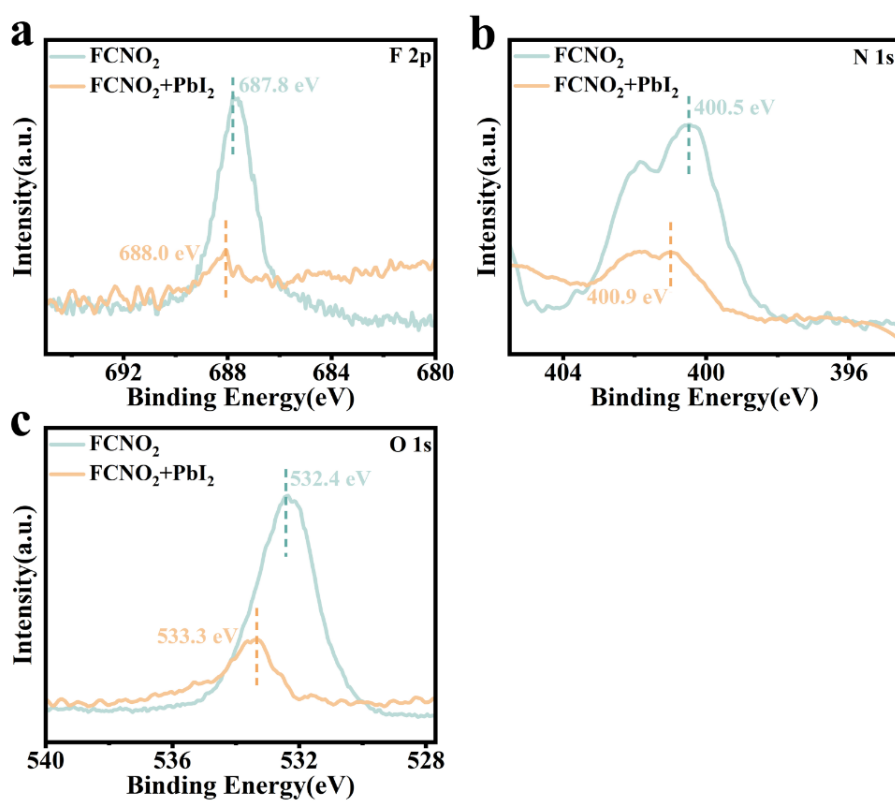 a
F 2p
FCNO₂
FCNO₂+PbI₂
687.8 eV
688.0 eV
Intensity(a.u.)
692
688
684
680
Binding Energy(eV)
b
N 1s
FCNO₂
FCNO₂+PbI₂
400.5 eV
400.9 eV
Intensity(a.u.)
404
400
396
Binding Energy(eV)
c
O 1s
FCNO₂
FCNO₂+PbI₂
532.4 eV
533.3 eV
Intensity(a.u.)
540
536
532
528
Binding Energy(eV)